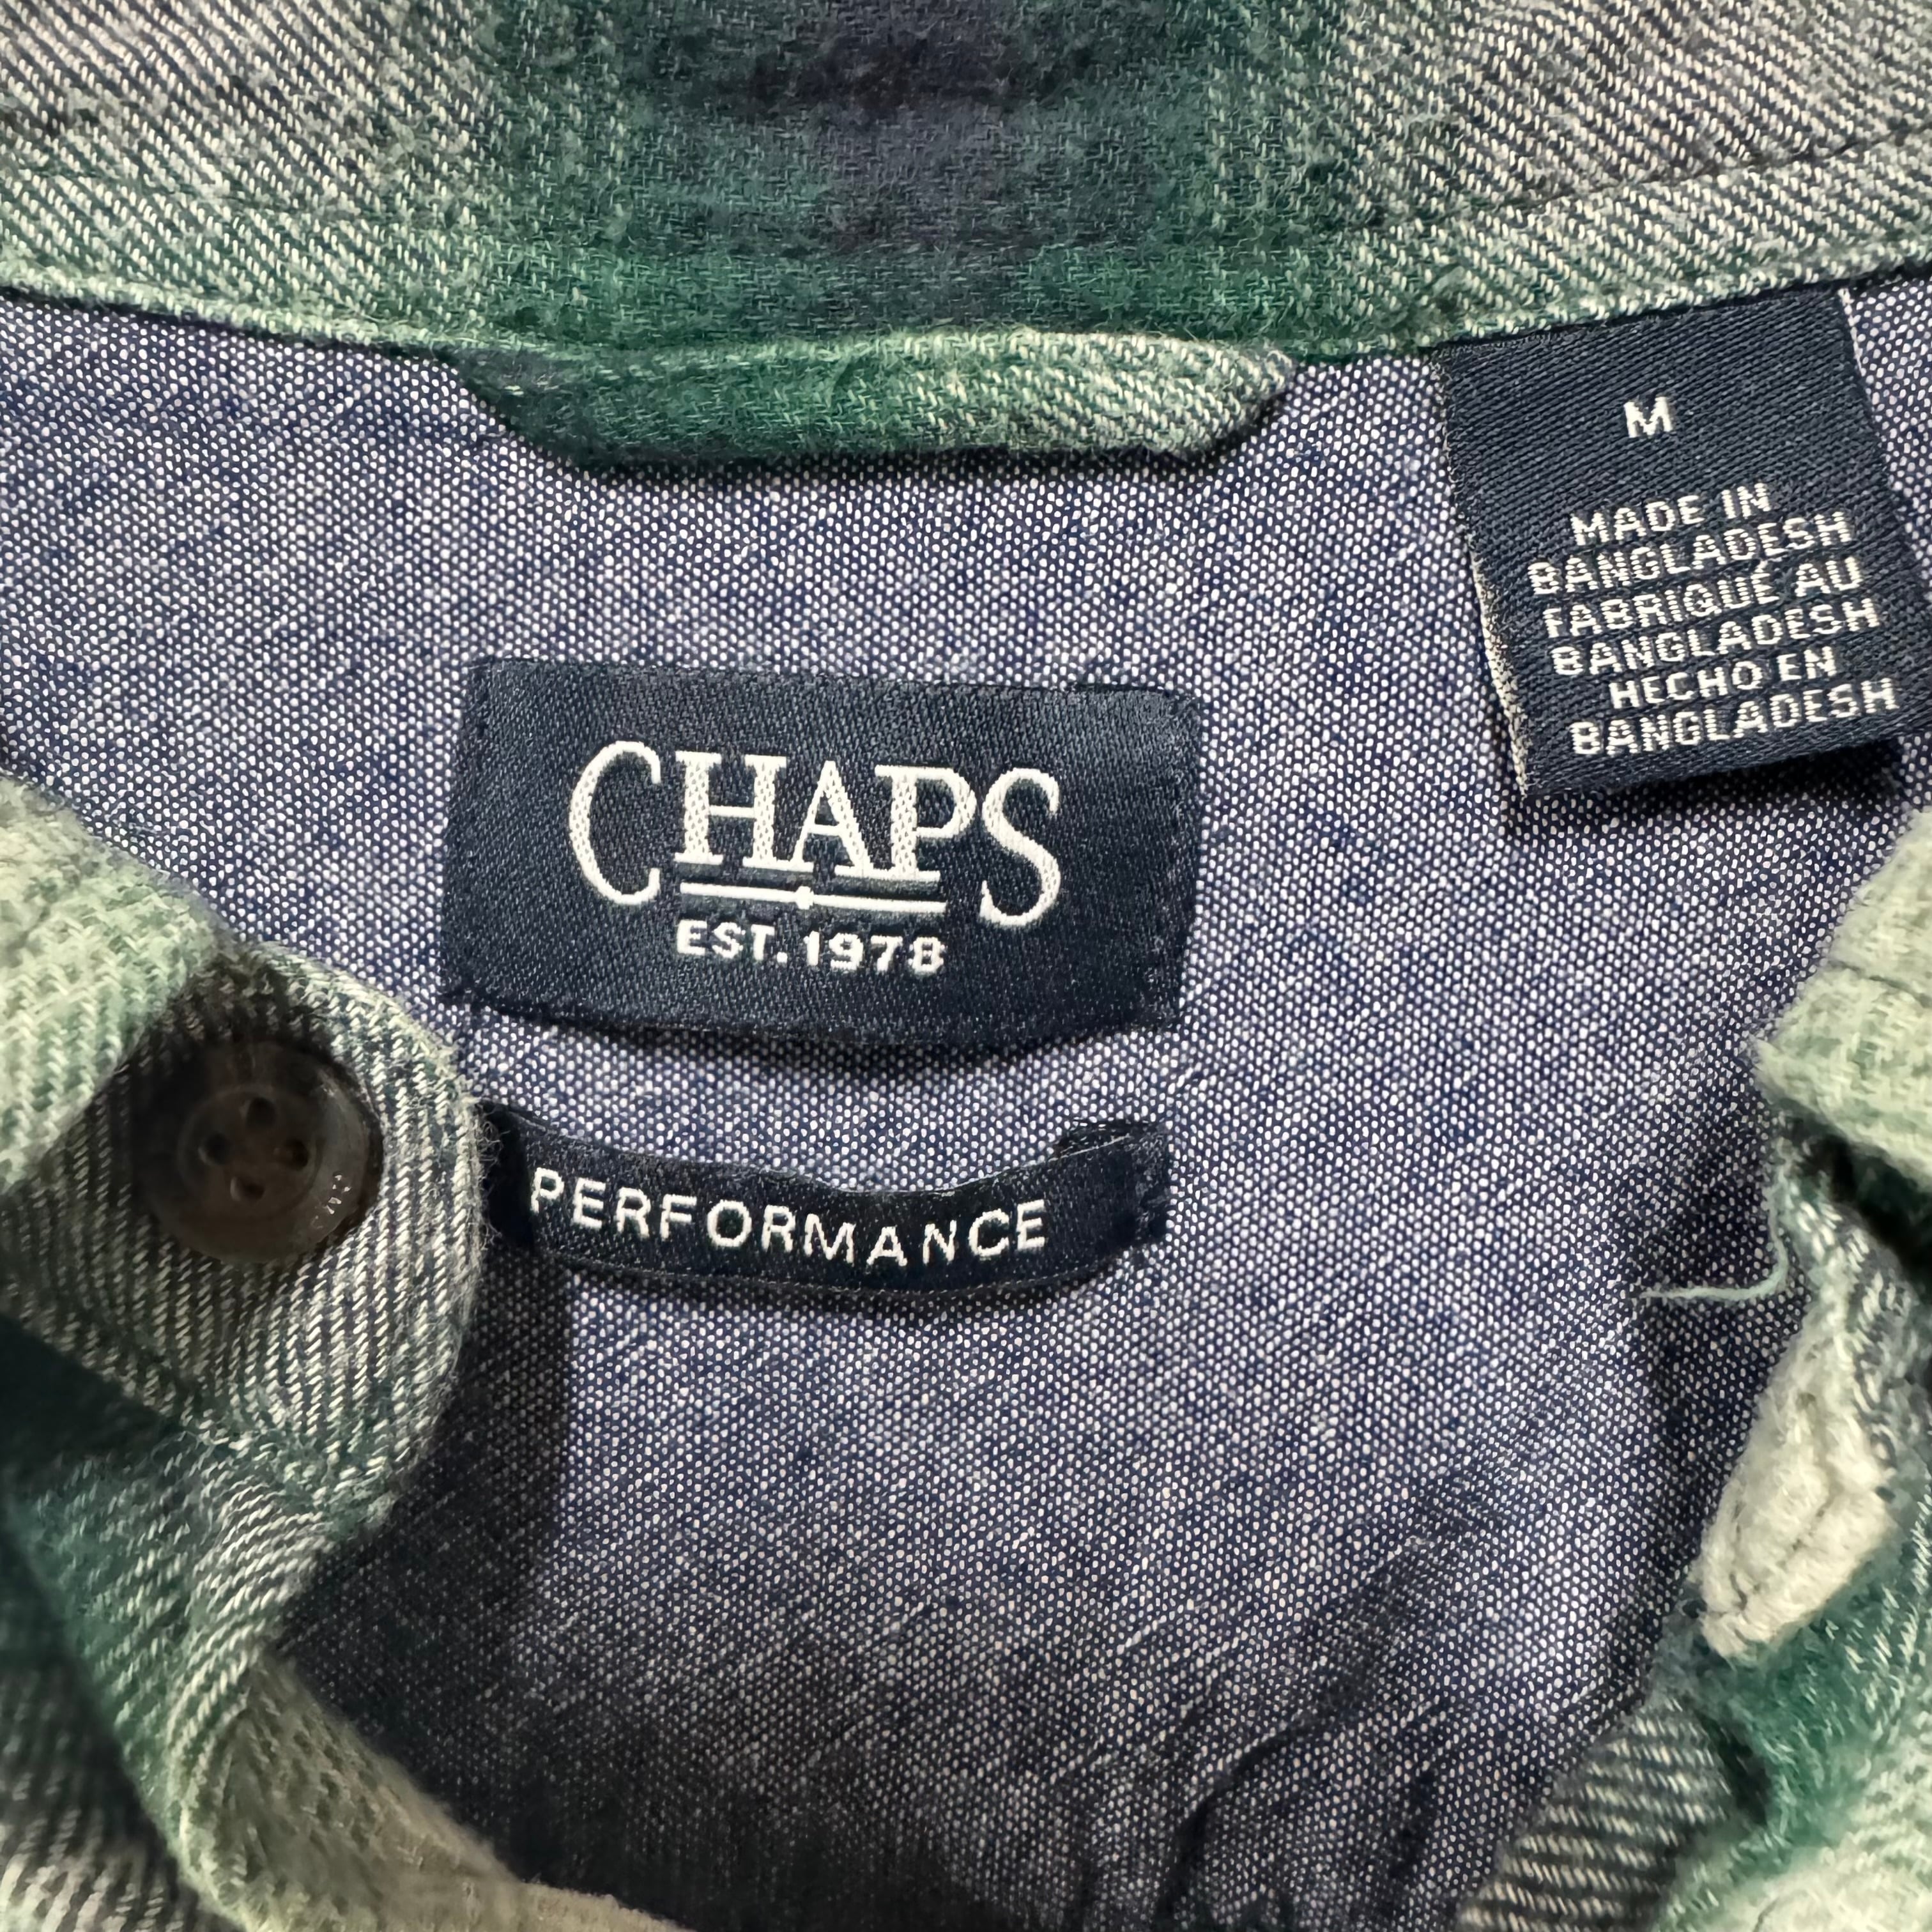 M
MADE IN
BANGLADESH
FABRIQUÉ AU
BANGLADESH
HECHO EN
BANGLADESH
CHAPS
EST. 1978
PERFORMANCE